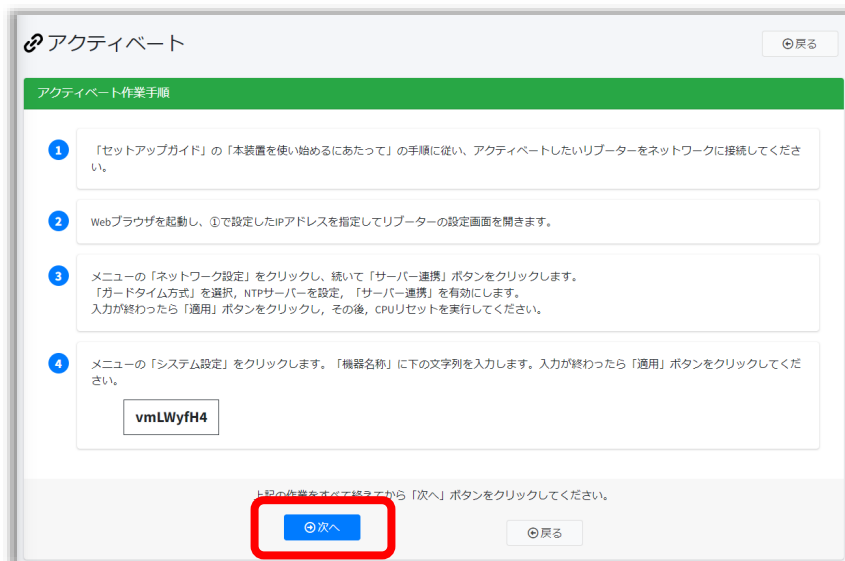 アクティベート
戻る
アクティベート作業手順
1
「セットアップガイド」の「本装置を使い始めるにあたって」の手順に従い、アクティベートしたいリブーターをネットワークに接続してくださ
い。
2
Webブラウザを起動し、①で設定したIPアドレスを指定してリブーターの設定画面を開きます。
3
メニューの「ネットワーク設定」をクリックし、続いて「サーバー連携」ボタンをクリックします。
「ガードタイム方式」を選択，NTPサーバーを設定，「サーバー連携」を有効にします。
入力が終わったら「適用」ボタンをクリックし，その後，CPUリセットを実行してください。
4
メニューの「システム設定」をクリックします。「機器名称」に下の文字列を入力します。入力が終わったら「適用」ボタンをクリックしてくだ
さい。
vmLWyfH4
上記の作業をすべて終えてから「次へ」ボタンをクリックしてください。
次へ
戻る